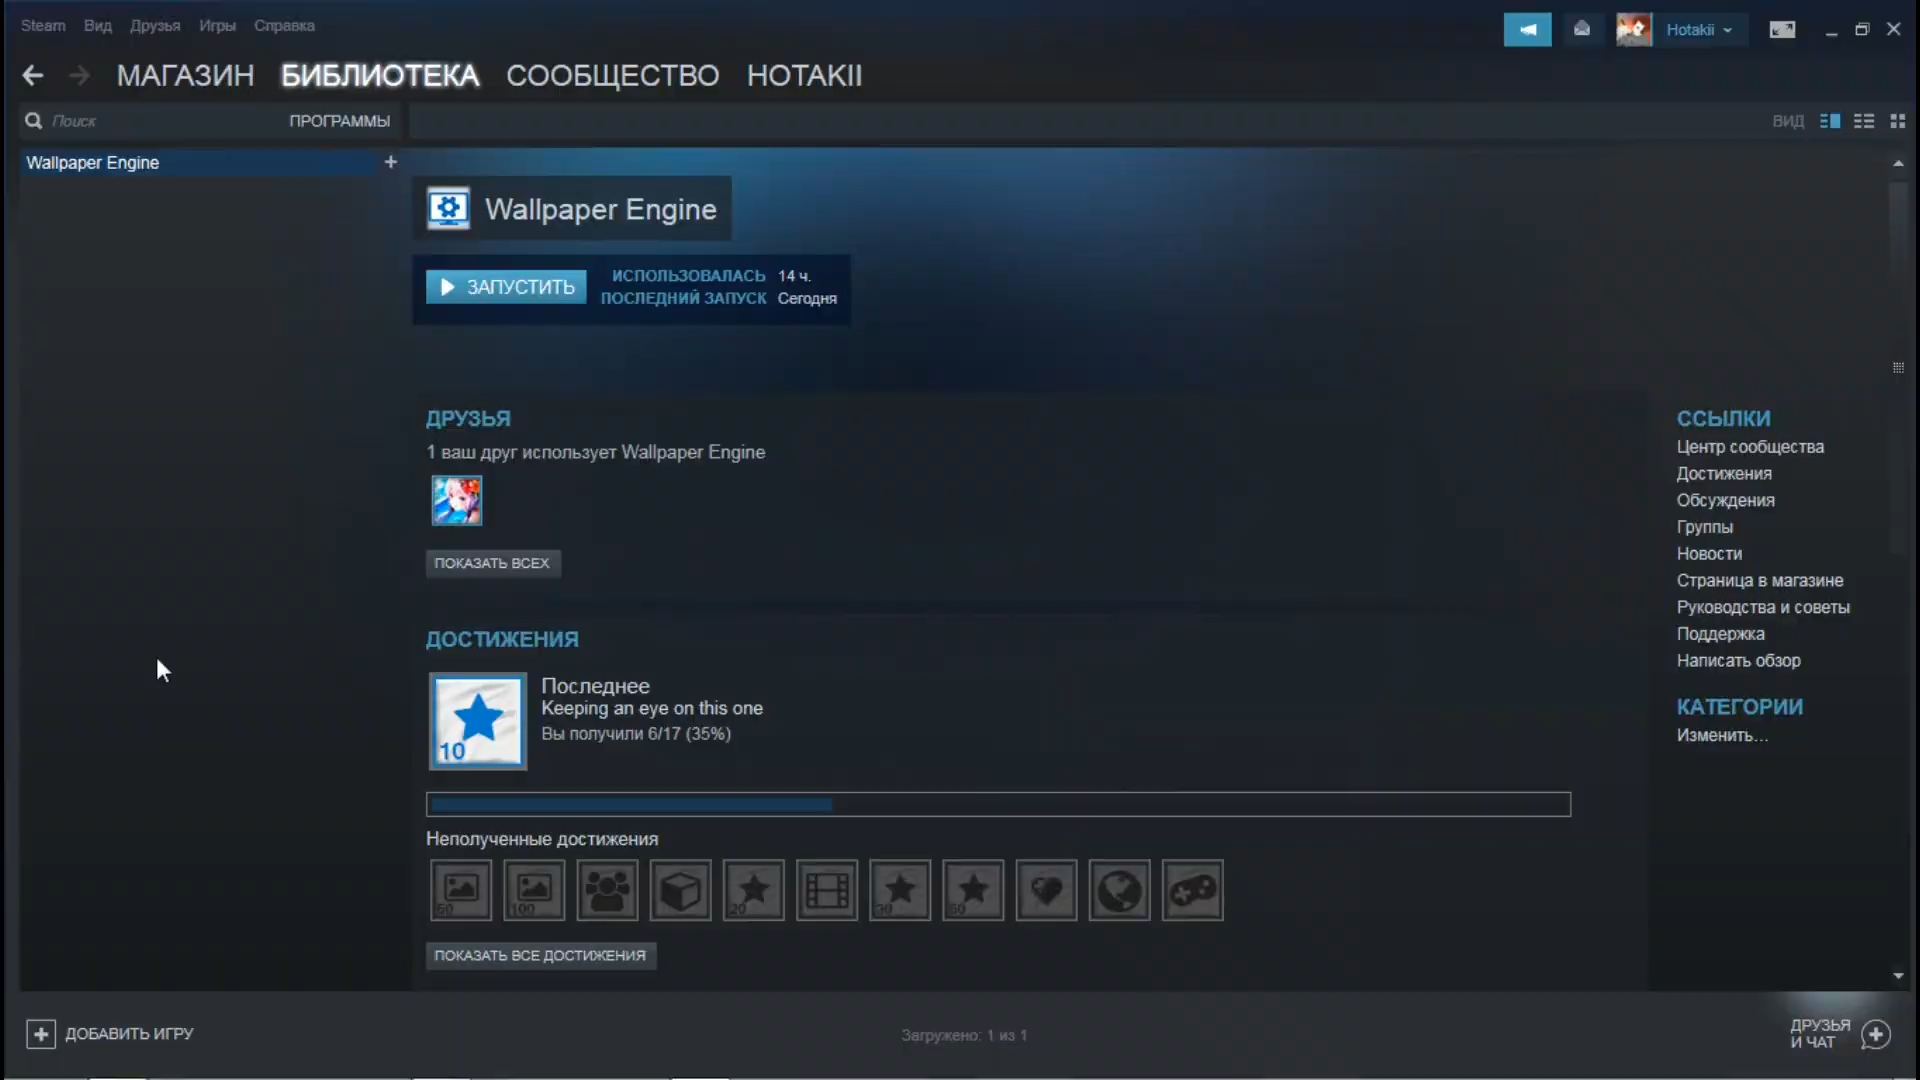 Steam Вид Друзья Игры Справка
Hotakii
МАГАЗИН БИБЛИОТЕКА СООБЩЕСТВО HOTAKII
Поиск ПРОГРАММЫ
ВИД
Wallpaper Engine +
Wallpaper Engine
ЗАПУСТИТЬ
ИСПОЛЬЗОВАЛАСЬ 14 ч.
ПОСЛЕДНИЙ ЗАПУСК Сегодня
ДРУЗЬЯ
1 ваш друг использует Wallpaper Engine
ПОКАЗАТЬ ВСЕХ
ДОСТИЖЕНИЯ
10
Последнее
Keeping an eye on this one
Вы получили 6/17 (35%)
Неполученные достижения
100 20
ПОКАЗАТЬ ВСЕ ДОСТИЖЕНИЯ
ССЫЛКИ
Центр сообщества
Достижения
Обсуждения
Группы
Новости
Страница в магазине
Руководства и советы
Поддержка
Написать обзор
КАТЕГОРИИ
Изменить...
ДОБАВИТЬ ИГРУ
Загружено: 1 из 1
ДРУЗЬЯ
И ЧАТ